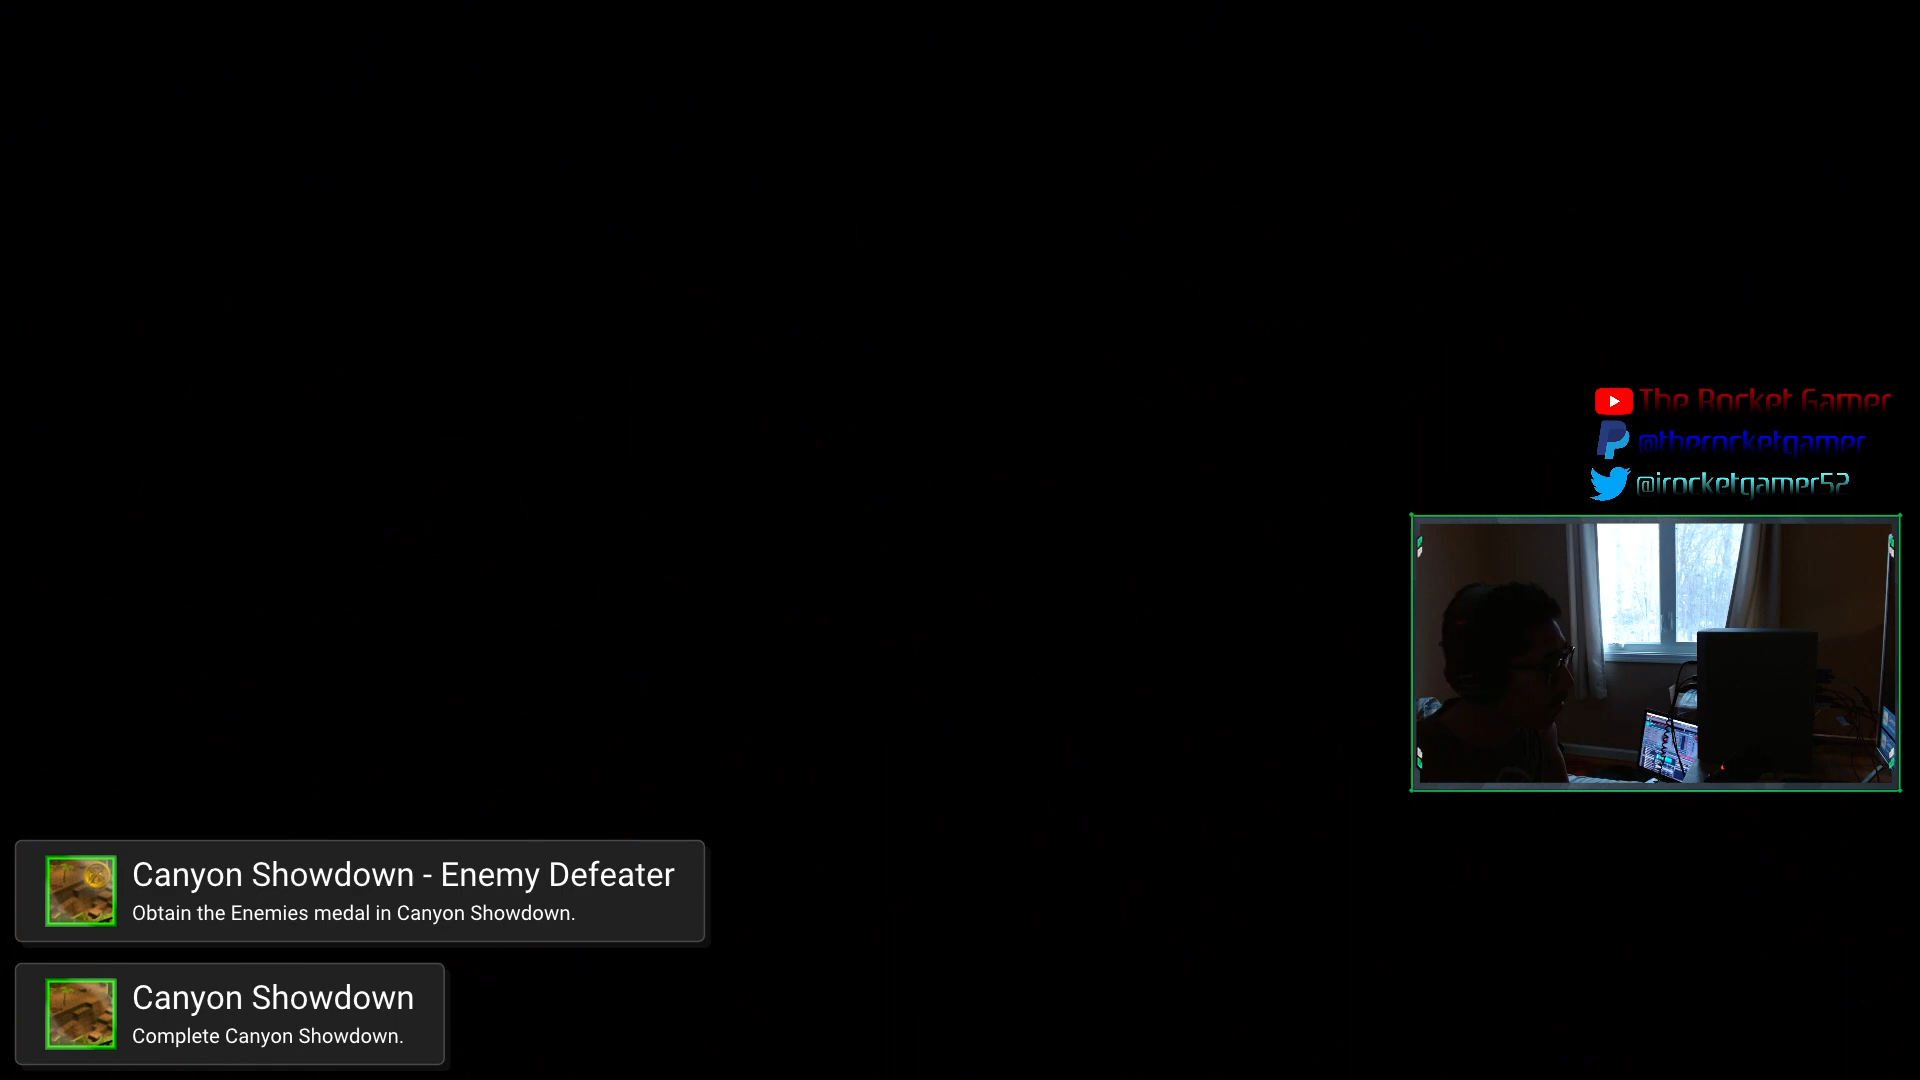 The Rocket Gamer
@therocketgamer
@irocketgamer52
Canyon Showdown - Enemy Defeater
Obtain the Enemies medal in Canyon Showdown.
Canyon Showdown
Complete Canyon Showdown.